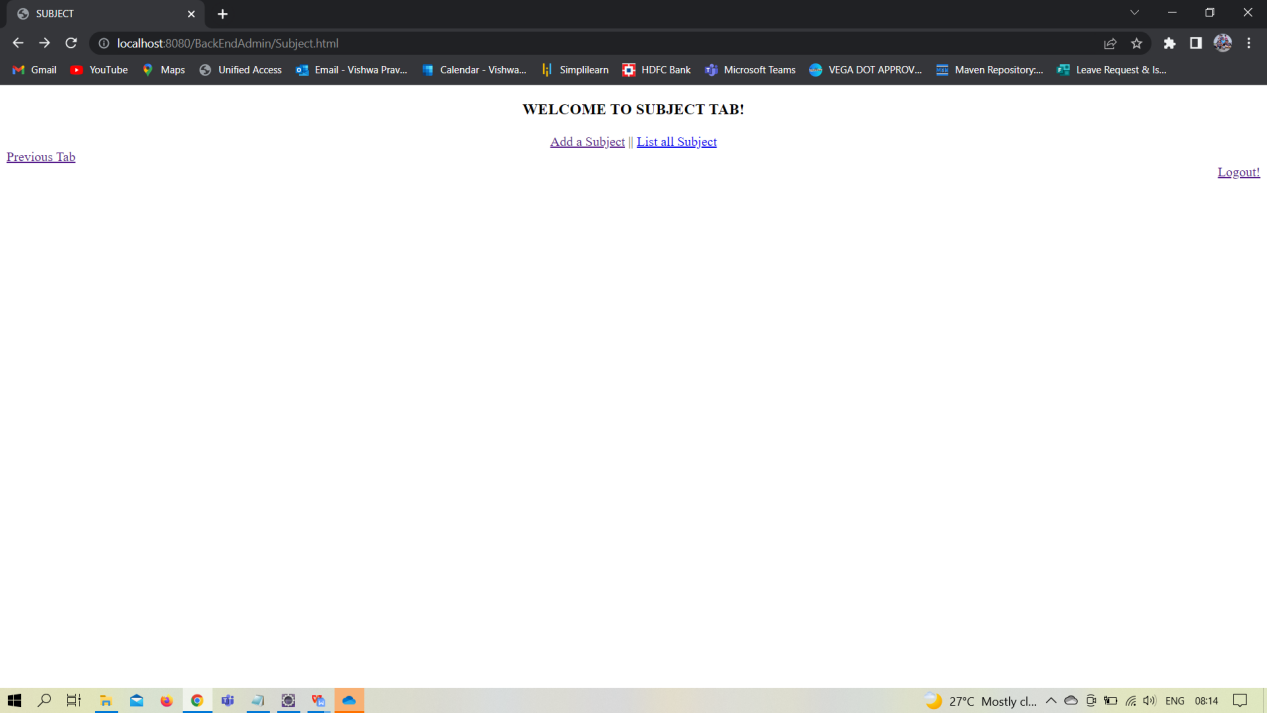 SUBJECT
localhost:8080/BackEndAdmin/Subject.html
Gmail YouTube Maps Unified Access Email - Vishwa Prav... Calendar - Vishwa... Simplilearn HDFC Bank Microsoft Teams VEGA DOT APPROV... Maven Repository:... Leave Request & Is...
WELCOME TO SUBJECT TAB!
Add a Subject || List all Subject
Previous Tab
Logout!
27°C Mostly cl... ENG 08:14